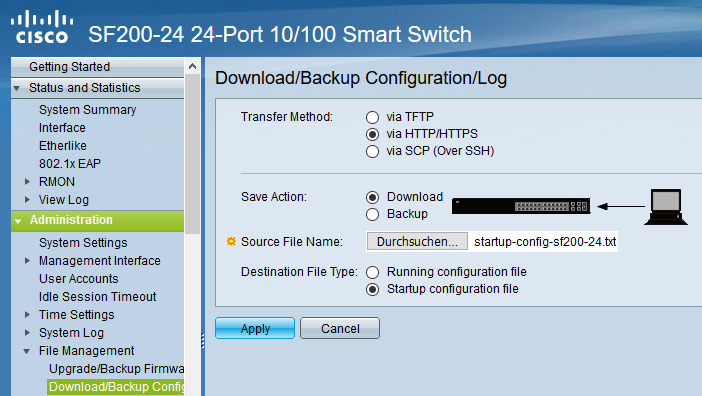 cisco SF200-24 24-Port 10/100 Smart Switch
Getting Started
Status and Statistics
System Summary
Interface
Etherlike
802.1x EAP
RMON
View Log
Administration
System Settings
Management Interface
User Accounts
Idle Session Timeout
Time Settings
System Log
File Management
Upgrade/Backup Firmwa
Download/Backup Config
Download/Backup Configuration/Log
Transfer Method: via TFTP
via HTTP/HTTPS
via SCP (Over SSH)
Save Action: Download
Backup
Source File Name: Durchsuchen... startup-config-sf200-24.txt
Destination File Type: Running configuration file
Startup configuration file
Apply Cancel